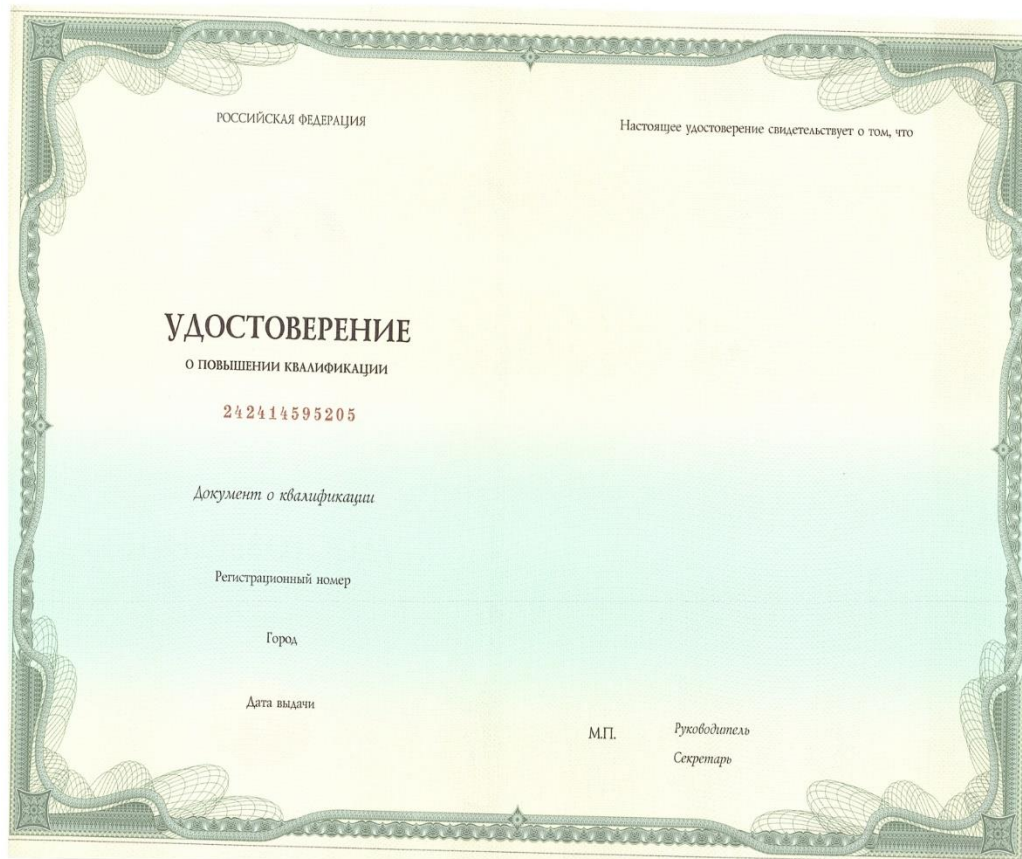 РОССИЙСКАЯ ФЕДЕРАЦИЯ
УДОСТОВЕРЕНИЕ
О ПОВЫШЕНИИ КВАЛИФИКАЦИИ
242414595205
Документ о квалификации
Регистрационный номер
Город
Дата выдачи
Настоящее удостоверение свидетельствует о том, что
М.П.
Руководитель
Секретарь